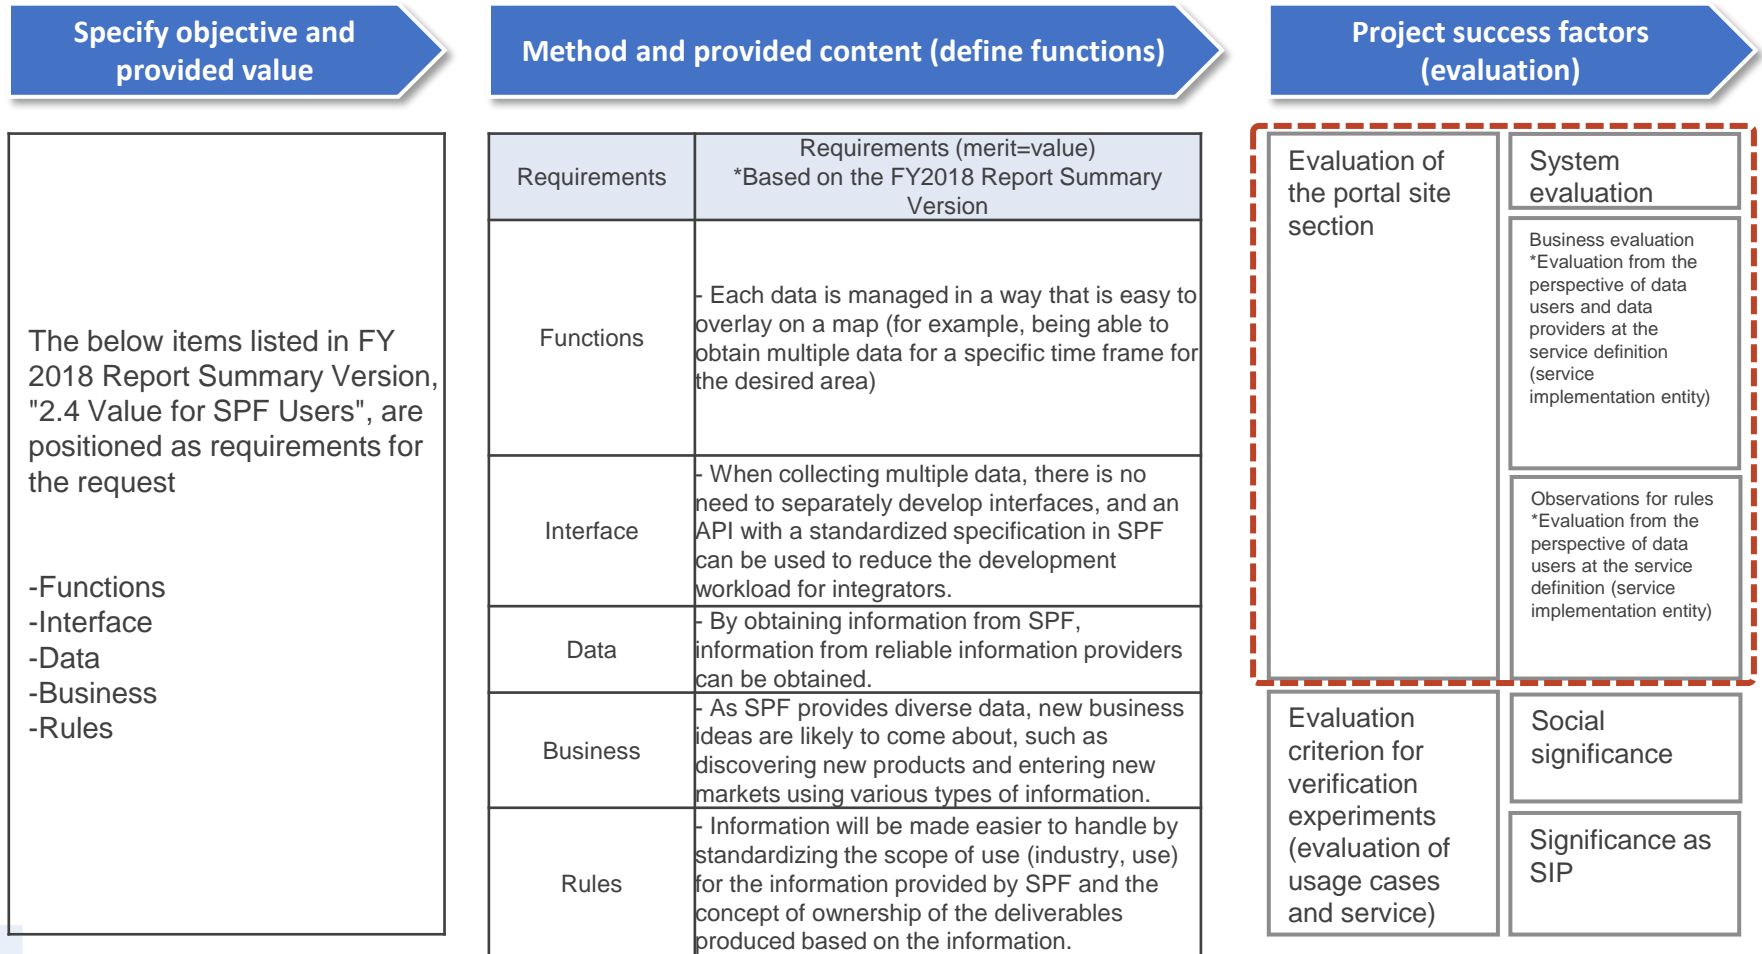 Specify objective and
provided value
Method and provided content (define functions)
Project success factors
(evaluation)
The below items listed in FY
2018 Report Summary Version,
"2.4 Value for SPF Users", are
positioned as requirements for
the request
-Functions
-Interface
-Data
-Business
-Rules
Requirements
Requirements (merit=value)
*Based on the FY2018 Report Summary
Version
Functions
- Each data is managed in a way that is easy to
overlay on a map (for example, being able to
obtain multiple data for a specific time frame for
the desired area)
Interface
- When collecting multiple data, there is no
need to separately develop interfaces, and an
API with a standardized specification in SPF
can be used to reduce the development
workload for integrators.
Data
- By obtaining information from SPF,
information from reliable information providers
can be obtained.
Business
- As SPF provides diverse data, new business
ideas are likely to come about, such as
discovering new products and entering new
markets using various types of information.
Rules
- Information will be made easier to handle by
standardizing the scope of use (industry, use)
for the information provided by SPF and the
concept of ownership of the deliverables
produced based on the information.
Evaluation of
the portal site
section
System
evaluation
Business evaluation
*Evaluation from the
perspective of data
users and data
providers at the
service definition
(service
implementation entity)
Observations for rules
*Evaluation from the
perspective of data
users at the service
definition (service
implementation entity)
Evaluation
criterion for
verification
experiments
(evaluation of
usage cases
and service)
Social
significance
Significance as
SIP